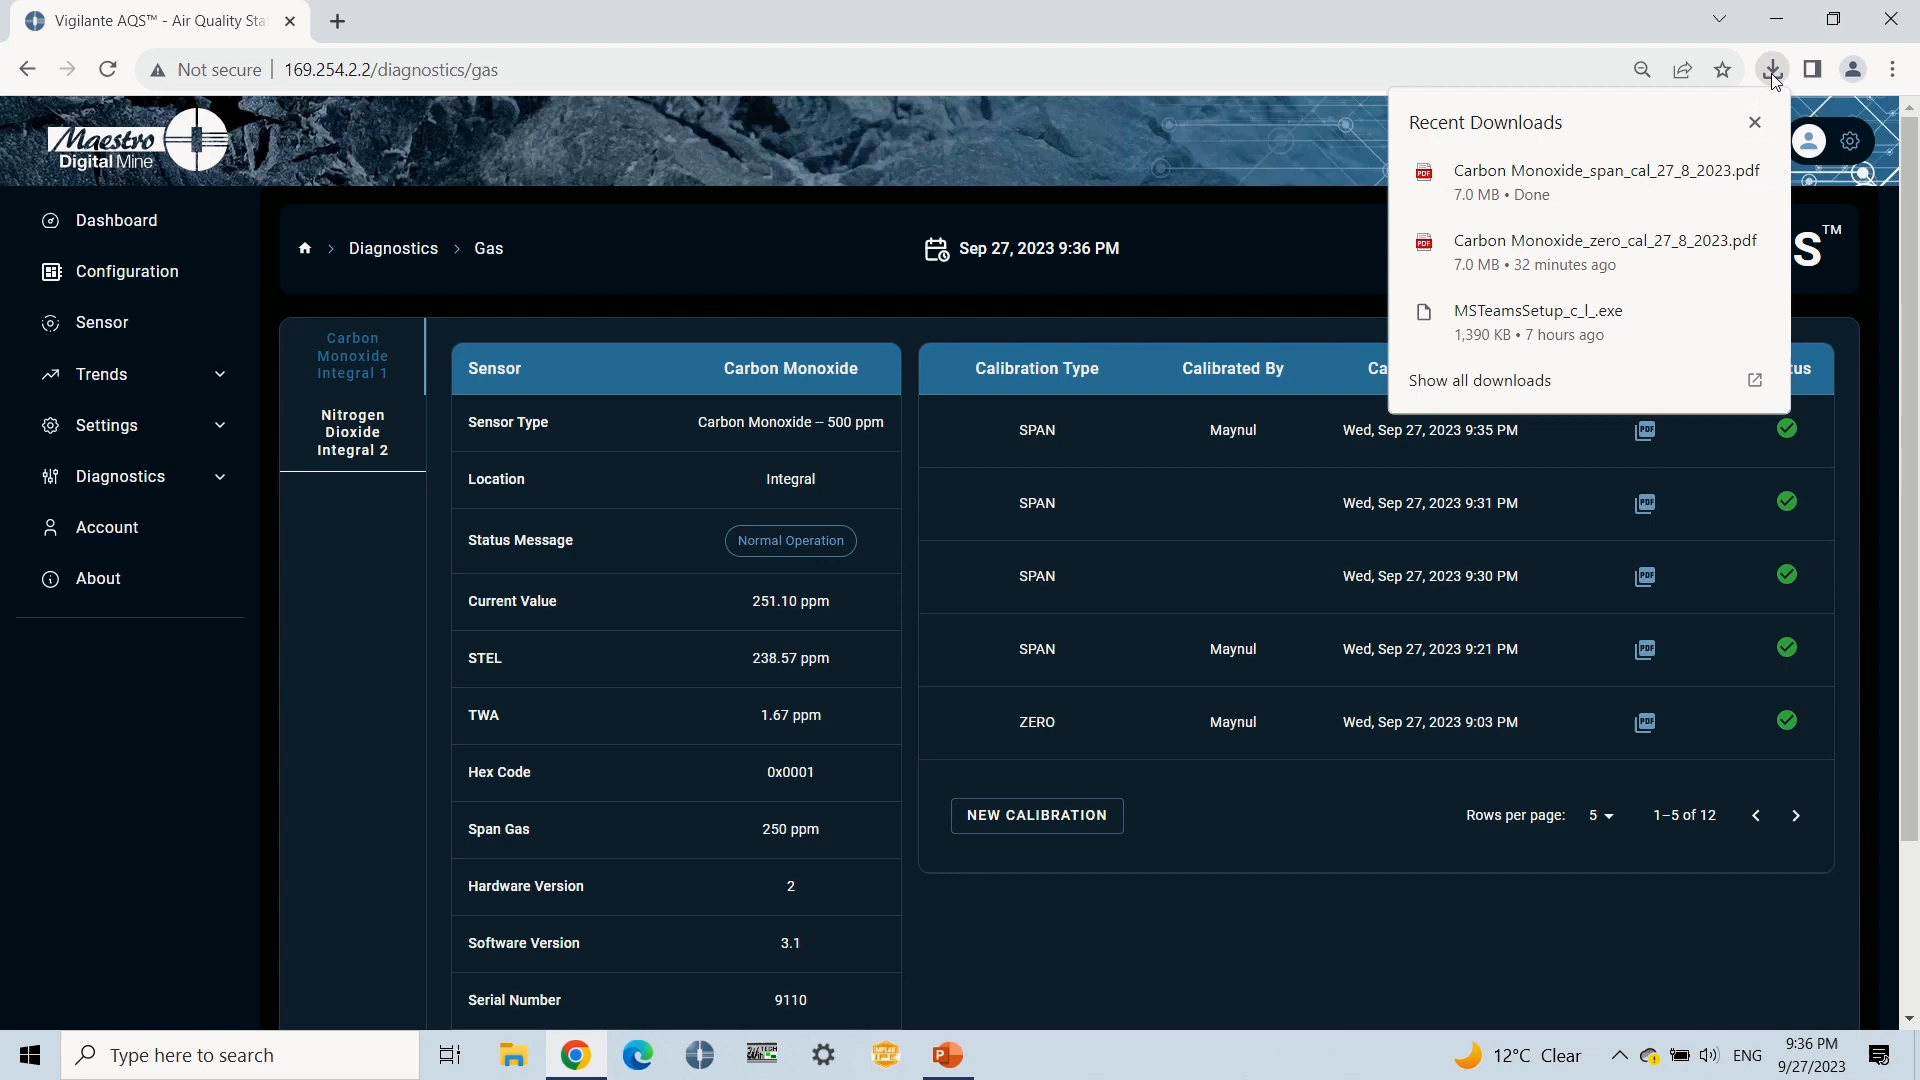 Vigilante AQS™ - Air Quality Sta
Not secure
169.254.2.2/diagnostics/gas
Maestro
Digital Mine
Recent Downloads
Carbon Monoxide_span_cal_27_8_2023.pdf
7.0 MB • Done
Carbon Monoxide_zero_cal_27_8_2023.pdf
7.0 MB • 32 minutes ago
MSTeamsSetup_c_l_.exe
1,390 KB • 7 hours ago
Show all downloads
Dashboard
Configuration
Sensor
Trends
Settings
Diagnostics
Account
About
Diagnostics > Gas
Sep 27, 2023 9:36 PM
S™
Carbon
Monoxide
Integral 1
Nitrogen
Dioxide
Integral 2
Sensor Carbon Monoxide
Sensor Type Carbon Monoxide -- 500 ppm
Location Integral
Status Message Normal Operation
Current Value 251.10 ppm
STEL 238.57 ppm
TWA 1.67 ppm
Hex Code 0x0001
Span Gas 250 ppm
Hardware Version 2
Software Version 3.1
Serial Number 9110
Calibration Type Calibrated By Ca tus
SPAN Maynul Wed, Sep 27, 2023 9:35 PM PDF
SPAN Wed, Sep 27, 2023 9:31 PM PDF
SPAN Wed, Sep 27, 2023 9:30 PM PDF
SPAN Maynul Wed, Sep 27, 2023 9:21 PM PDF
ZERO Maynul Wed, Sep 27, 2023 9:03 PM PDF
NEW CALIBRATION Rows per page: 5 1–5 of 12
Type here to search
12°C Clear
ENG
9:36 PM
9/27/2023